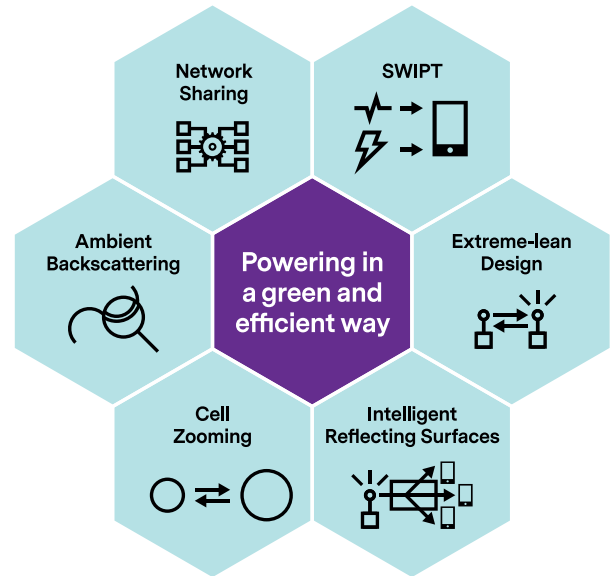 Network
Sharing
SWIPT
Ambient
Backscattering
Powering in
a green and
efficient way
Extreme-lean
Design
Cell
Zooming
Intelligent
Reflecting Surfaces